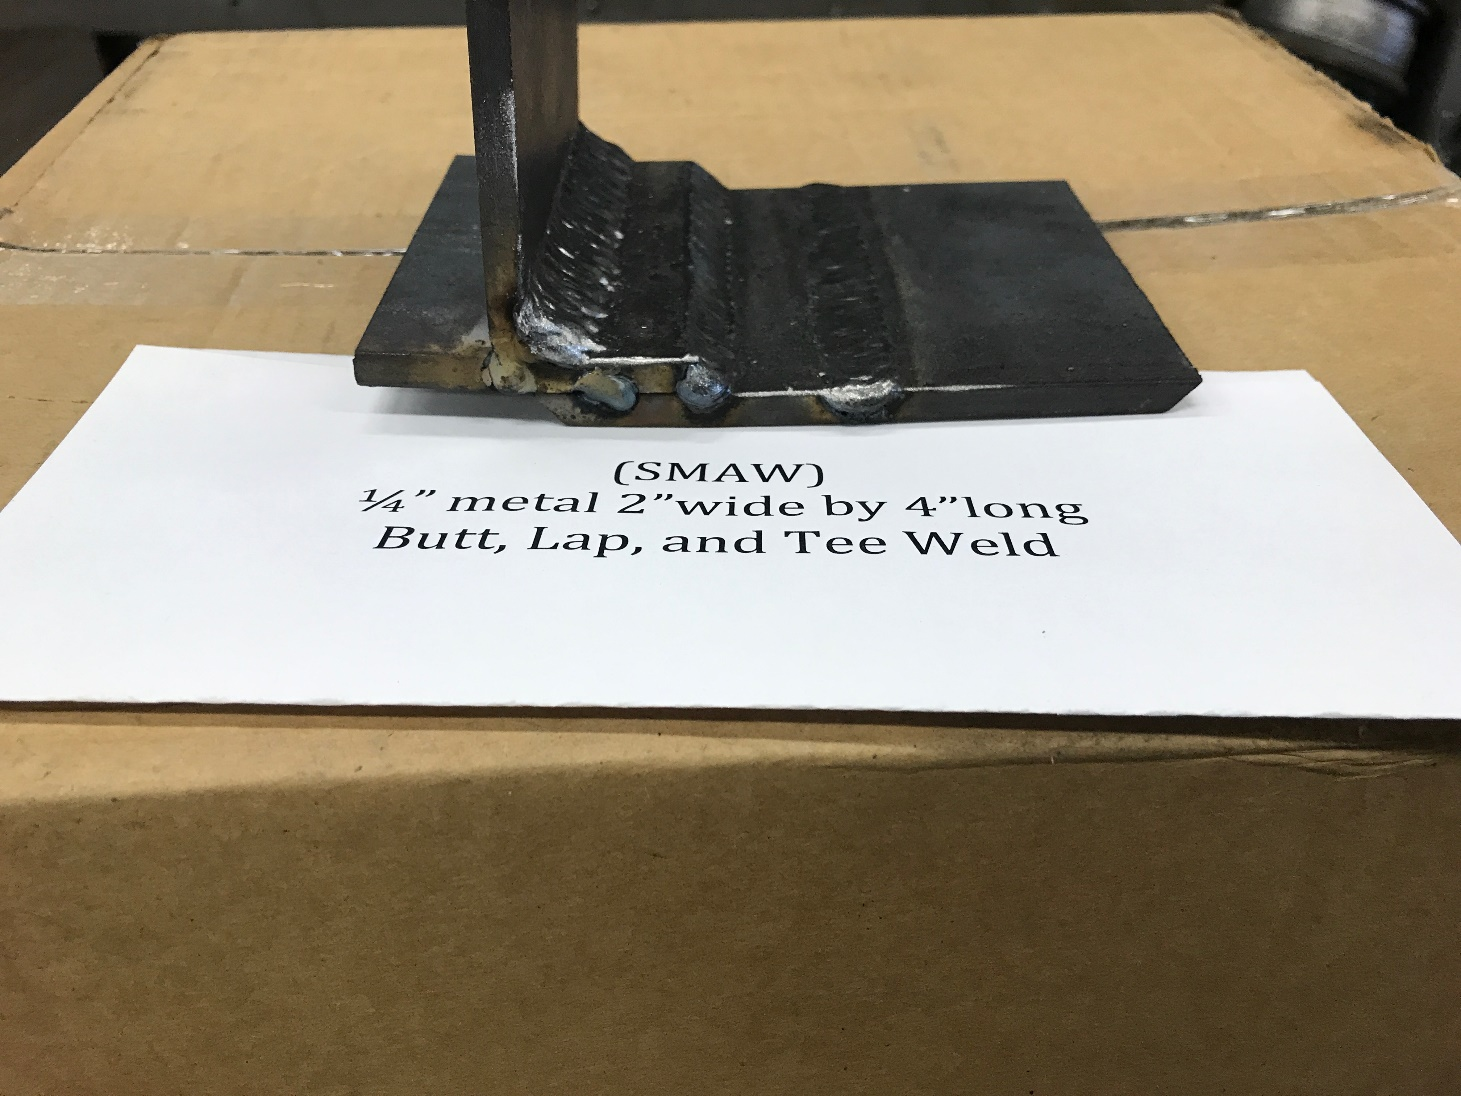 (SMAW)
¼” metal 2”wide by 4”long
Butt, Lap, and Tee Weld